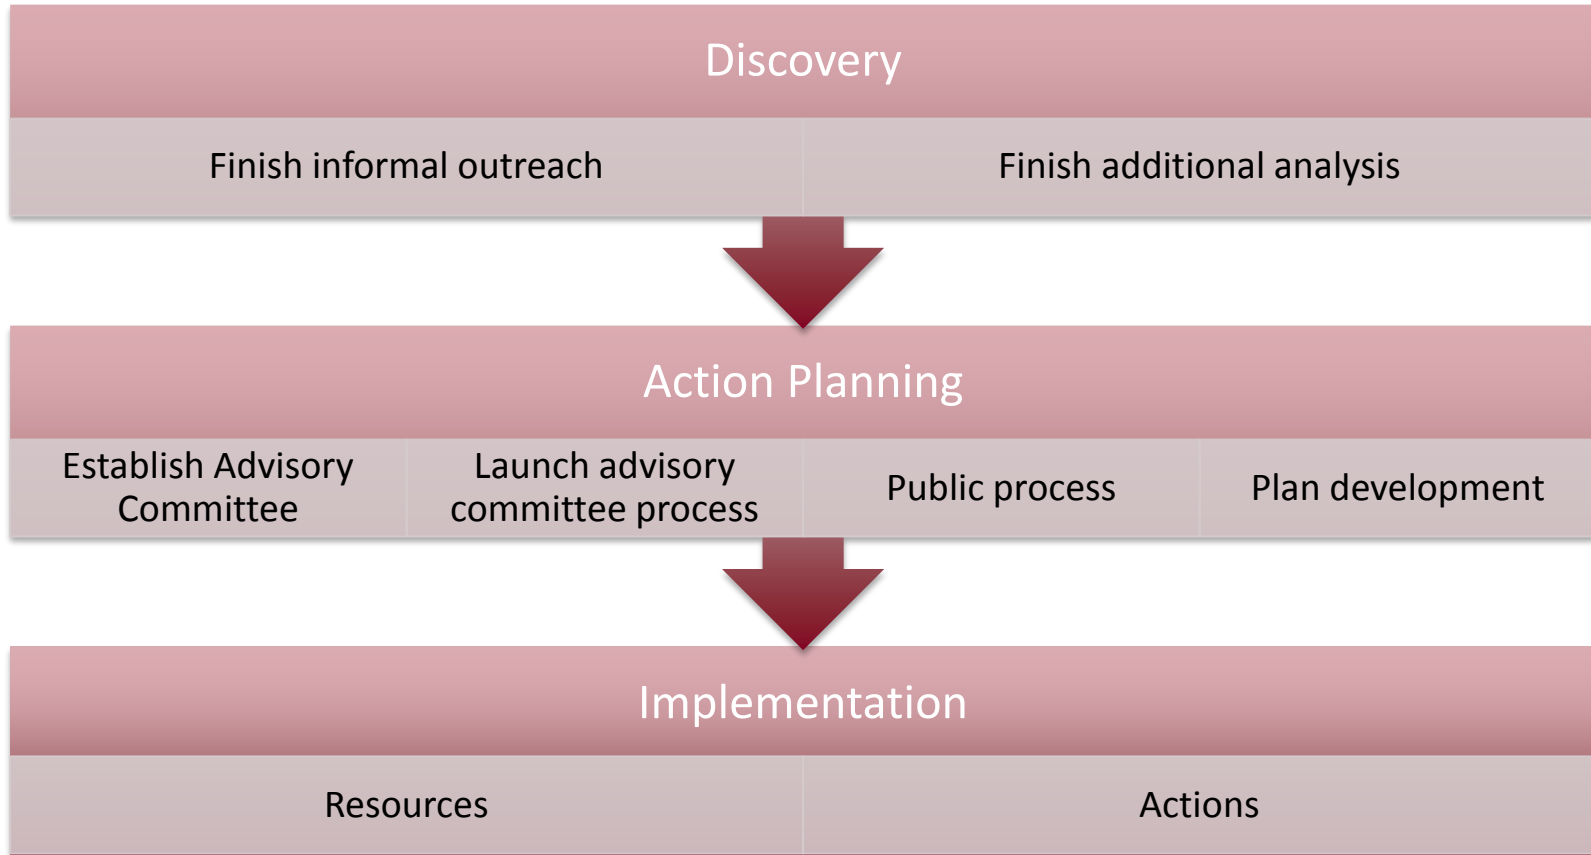 Discovery
Finish informal outreach
Finish additional analysis
Action Planning
Establish Advisory
Committee
Launch advisory
committee process
Public process
Plan development
Implementation
Resources
Actions